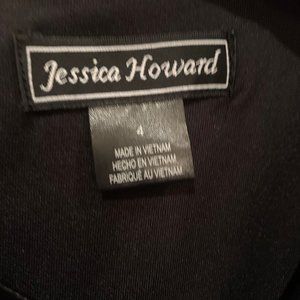 Jessica Howard
4
MADE IN VIETNAM
HECHO EN VIETNAM
FABRIQUÉ AU VIETNAM